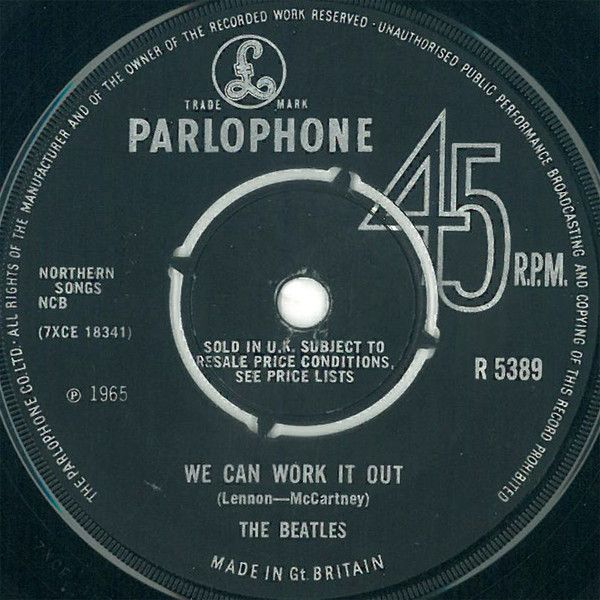 THE PARLOPHONE CO. LTD. · ALL RIGHTS OF THE MANUFACTURER AND OF THE OWNER OF THE RECORDED WORK RESERVED · UNAUTHORISED PUBLIC PERFORMANCE BROADCASTING AND COPYING OF THIS RECORD PROHIBITED
£
TRADE MARK
PARLOPHONE
45
R.P.M.
NORTHERN
SONGS
NCB
(7XCE 18341)
℗ 1965
SOLD IN U.K. SUBJECT TO
RESALE PRICE CONDITIONS,
SEE PRICE LISTS
R 5389
WE CAN WORK IT OUT
(Lennon—McCartney)
THE BEATLES
MADE IN Gt. BRITAIN